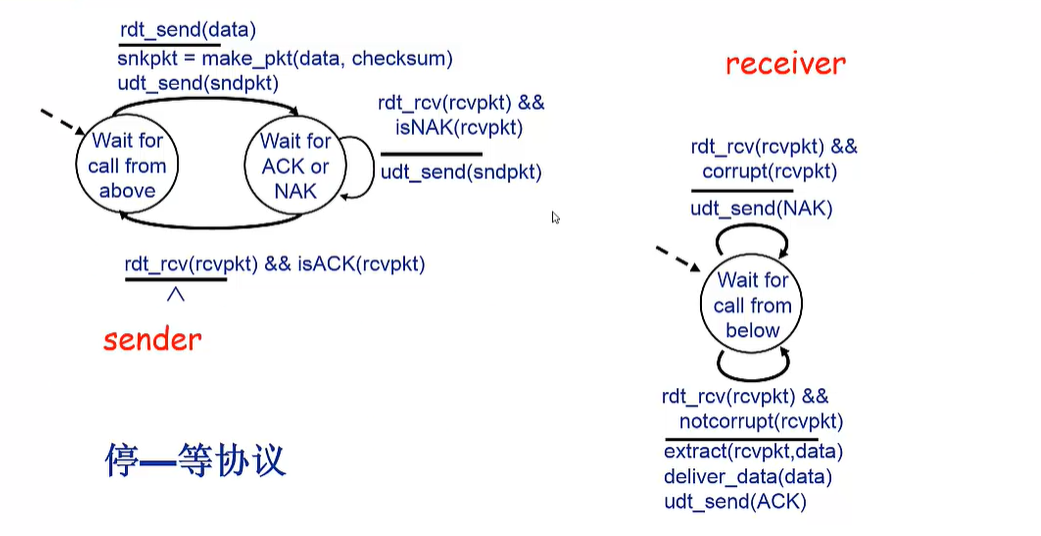 rdt_send(data)
snkpkt = make_pkt(data, checksum)
udt_send(sndpkt)
Wait for
call from
above
Wait for
ACK or
NAK
rdt_rcv(rcvpkt) &&
isNAK(rcvpkt)
udt_send(sndpkt)
rdt_rcv(rcvpkt) && isACK(rcvpkt)
Λ
sender
停—等协议
receiver
rdt_rcv(rcvpkt) &&
corrupt(rcvpkt)
udt_send(NAK)
Wait for
call from
below
rdt_rcv(rcvpkt) &&
notcorrupt(rcvpkt)
extract(rcvpkt,data)
deliver_data(data)
udt_send(ACK)